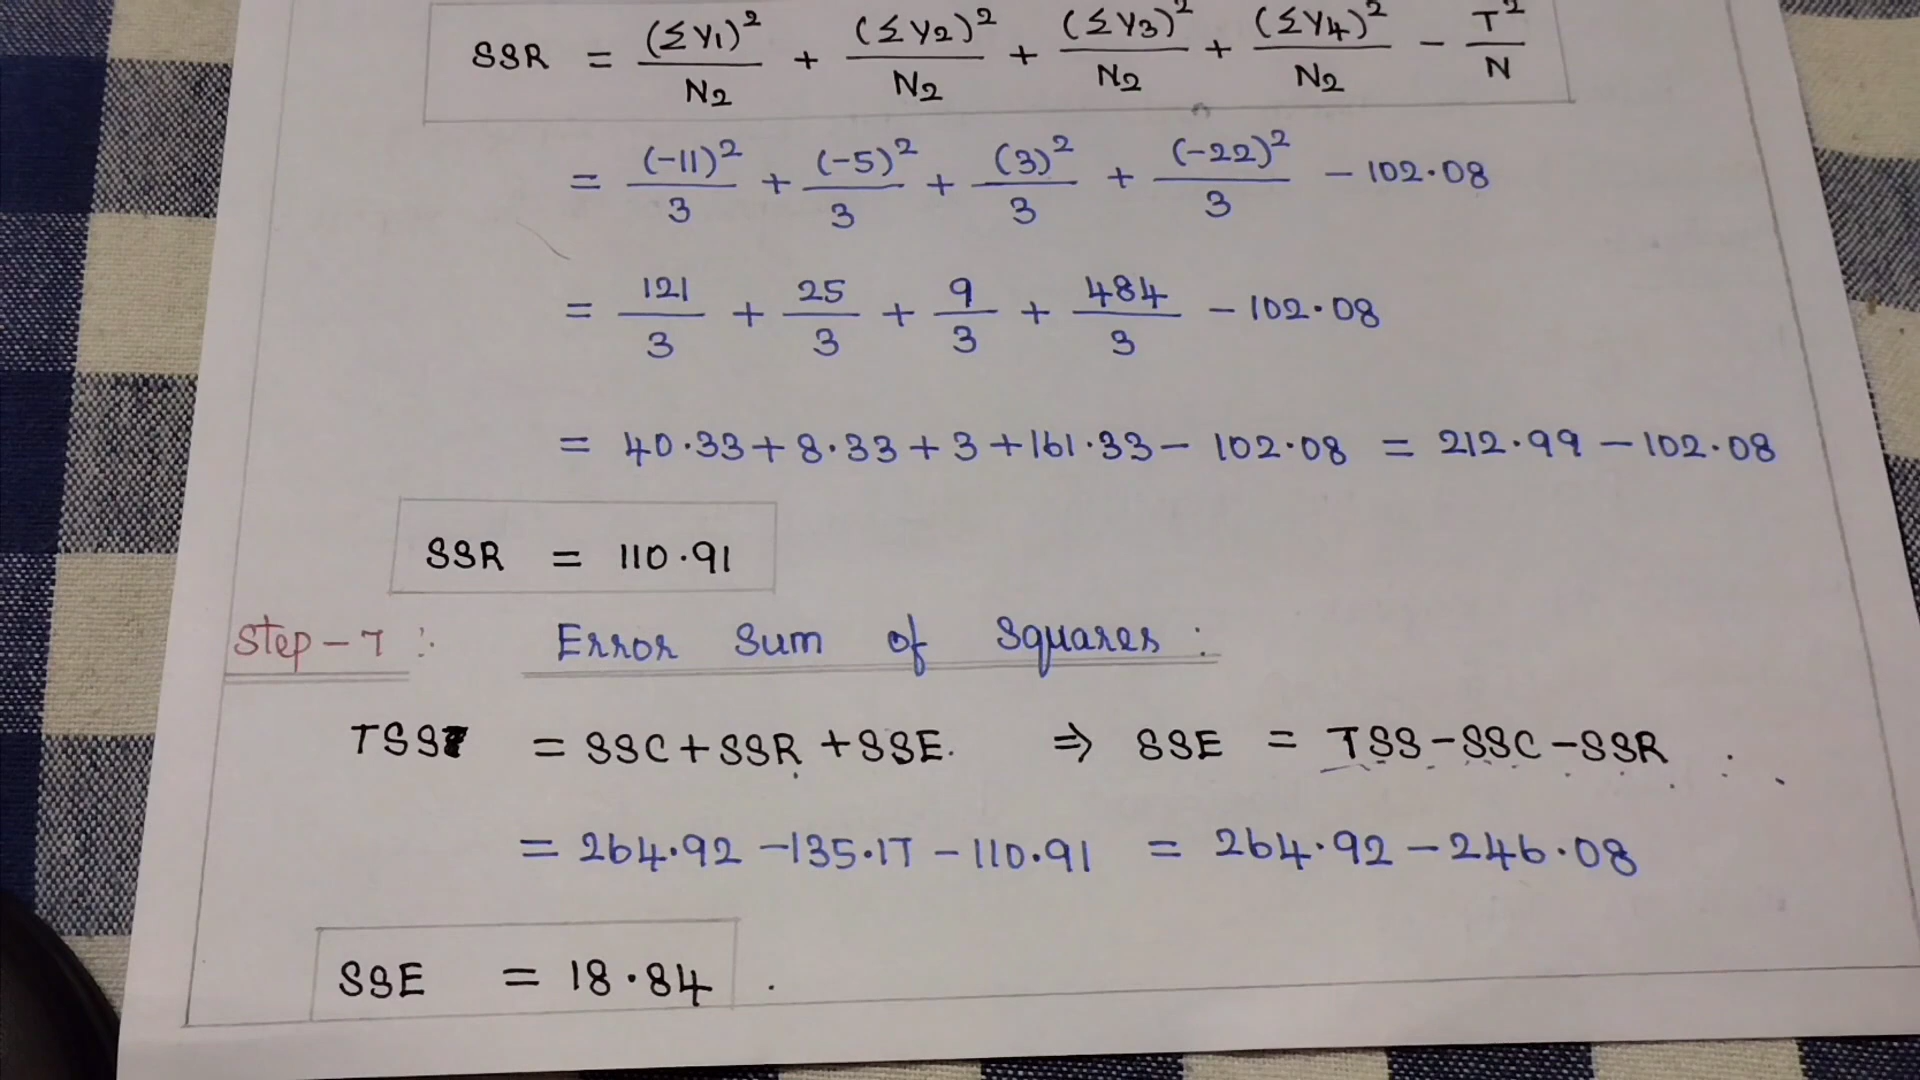 SSR = (ΣY1)²/N2 + (ΣY2)²/N2 + (ΣY3)²/N2 + (ΣY4)²/N2 - T²/N
= (-11)²/3 + (-5)²/3 + (3)²/3 + (-22)²/3 - 102.08
= 121/3 + 25/3 + 9/3 + 484/3 - 102.08
= 40.33 + 8.33 + 3 + 161.33 - 102.08 = 212.99 - 102.08
SSR = 110.91
Step-7: Error Sum of Squares:
TSS = SSC + SSR + SSE. ⇒ SSE = TSS - SSC - SSR
= 264.92 - 135.17 - 110.91 = 264.92 - 246.08
SSE = 18.84.